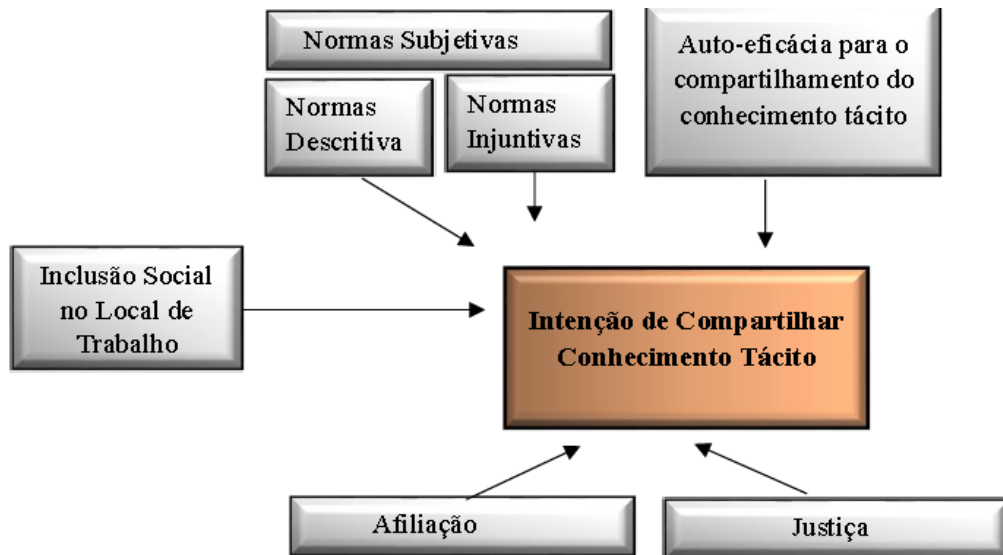 Normas Subjetivas
Auto-eficácia para o
compartilhamento do
conhecimento tácito
Normas
Descritiva
Normas
Injuntivas
Inclusão Social
no Local de
Trabalho
Intenção de Compartilhar
Conhecimento Tácito
Afiliação
Justiça